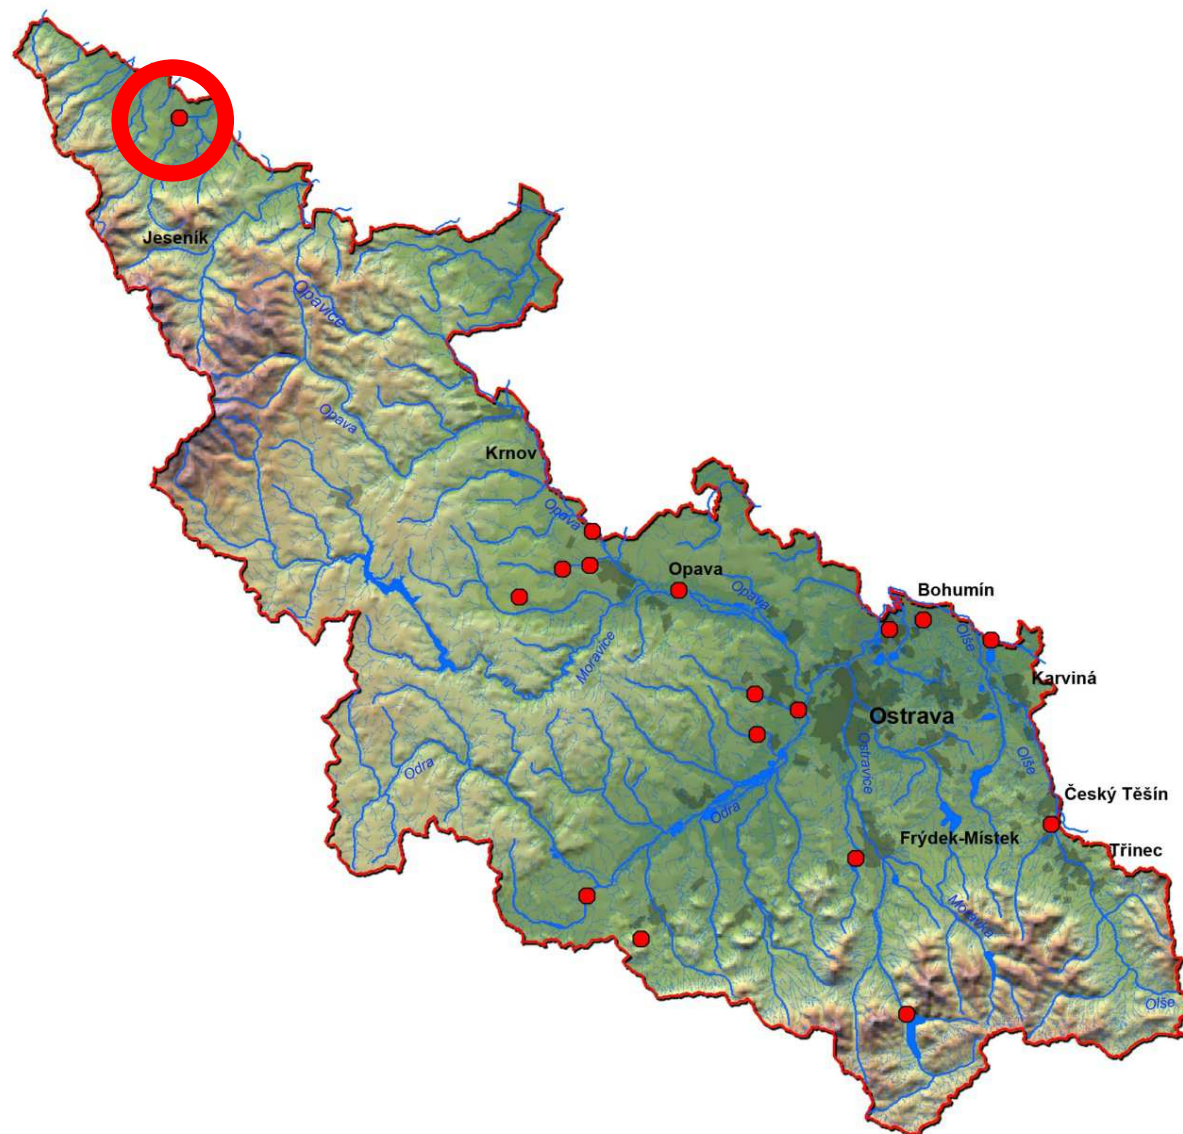 Jeseník
Opavice
Opava
Krnov
Opava
Opava
Opava
Bohumín
Olše
Moravice
Karviná
Ostrava
Ostravice
Olše
Odra
Český Těšín
Odra
Frýdek-Místek
Třinec
Morávka
Olše